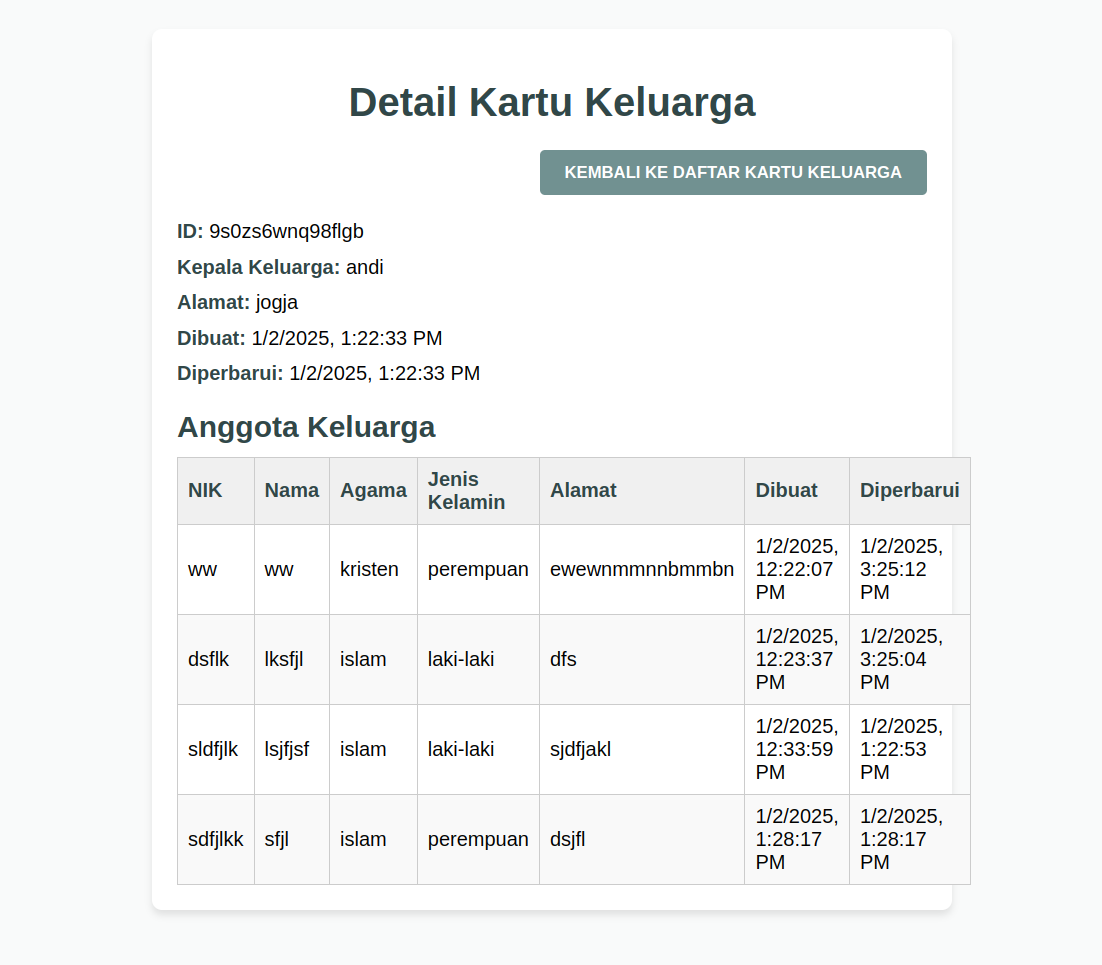 Detail Kartu Keluarga
KEMBALI KE DAFTAR KARTU KELUARGA
ID: 9s0zs6wnq98flgb
Kepala Keluarga: andi
Alamat: jogja
Dibuat: 1/2/2025, 1:22:33 PM
Diperbarui: 1/2/2025, 1:22:33 PM
Anggota Keluarga
NIK Nama Agama Jenis Kelamin Alamat Dibuat Diperbarui
ww ww kristen perempuan ewewnmmnnbmmbn 1/2/2025, 12:22:07 PM 1/2/2025, 3:25:12 PM
dsflk lksfjl islam laki-laki dfs 1/2/2025, 12:23:37 PM 1/2/2025, 3:25:04 PM
sldfjlk lsjfjsf islam laki-laki sjdfjakl 1/2/2025, 12:33:59 PM 1/2/2025, 1:22:53 PM
sdfjlkk sfjl islam perempuan dsjfl 1/2/2025, 1:28:17 PM 1/2/2025, 1:28:17 PM